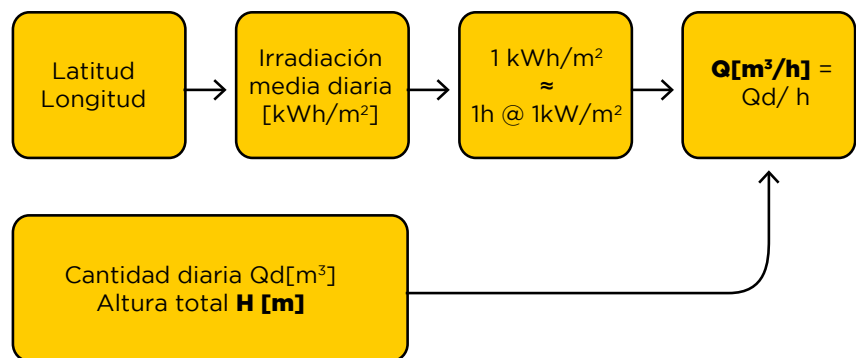 Latitud
Longitud
Irradiación
media diaria
[kWh/m²]
1 kWh/m²
≈
1h @ 1kW/m²
Q[m³/h] =
Qd/ h
Cantidad diaria Qd[m³]
Altura total H [m]